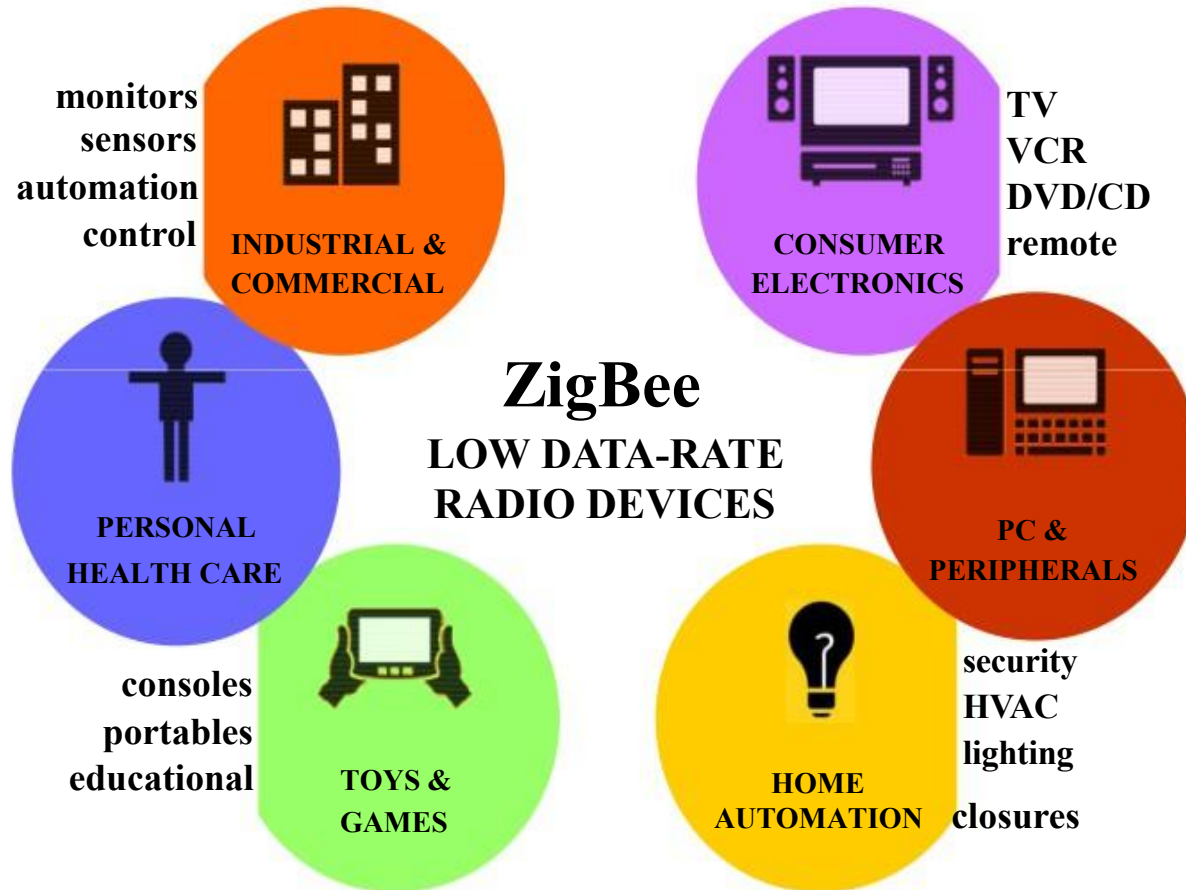 monitors
sensors
automation
control
INDUSTRIAL &
COMMERCIAL
CONSUMER
ELECTRONICS
TV
VCR
DVD/CD
remote
ZigBee
LOW DATA-RATE
RADIO DEVICES
PERSONAL
HEALTH CARE
PC &
PERIPHERALS
consoles
portables
educational
TOYS &
GAMES
HOME
AUTOMATION
security
HVAC
lighting
closures